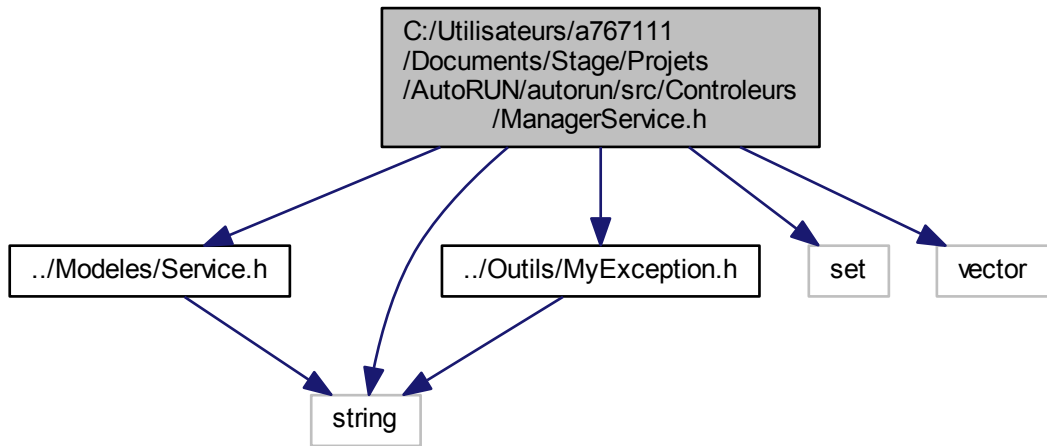 C:/Utilisateurs/a767111
/Documents/Stage/Projets
/AutoRUN/autorun/src/Controleurs
/ManagerService.h
../Modeles/Service.h
../Outils/MyException.h
set
vector
string